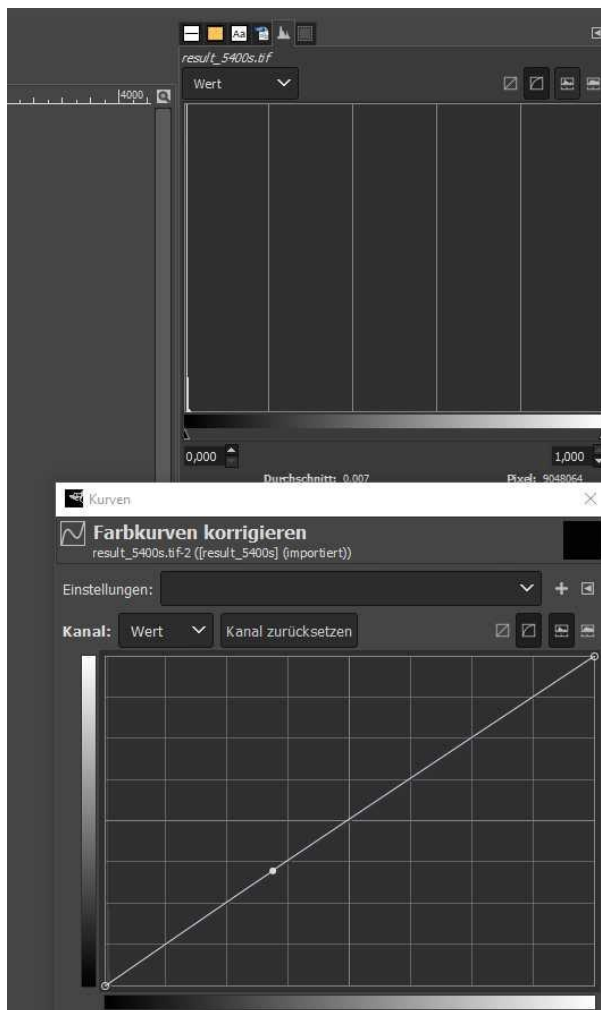 Aa
result_5400s.tif
Wert
4000
0,000
1,000
Durchschnitt: 0.007
Pixel: 9048064
Kurven
Farbkurven korrigieren
result_5400s.tif-2 ([result_5400s] (importiert))
Einstellungen:
Kanal: Wert Kanal zurücksetzen